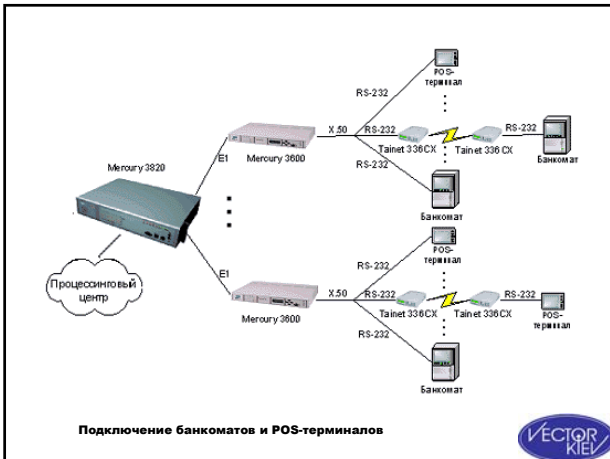 POS-
терминал
RS-232
Mercury 3600
X.50
RS-232
Tainet 336CX
Tainet 336CX
RS-232
Банкомат
RS-232
Банкомат
Mercury 3820
E1
Процессинговый
центр
E1
Mercury 3600
X.50
POS-
терминал
RS-232
RS-232
Tainet 336CX
Tainet 336CX
RS-232
POS-
терминал
RS-232
Банкомат
Подключение банкоматов и POS-терминалов
VECTOR
KIEV